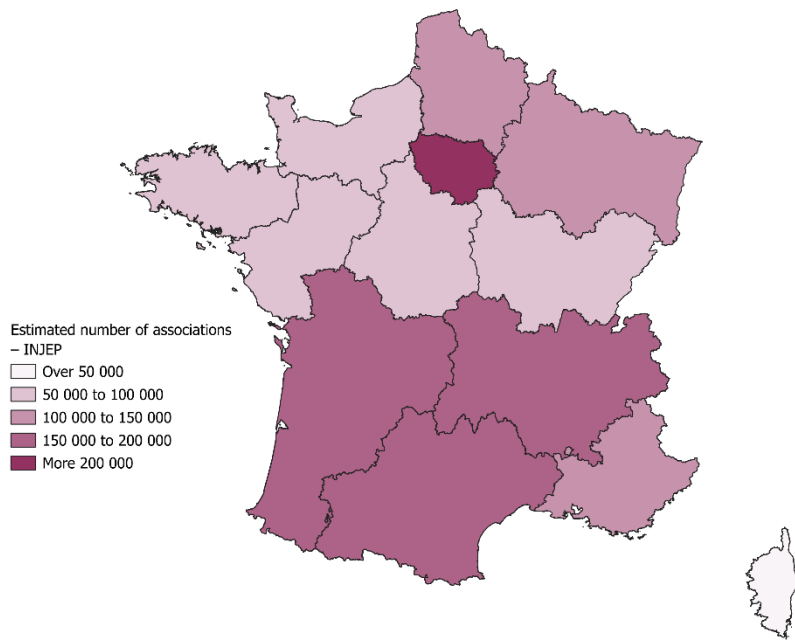 Estimated number of associations
– INJEP
Over 50 000
50 000 to 100 000
100 000 to 150 000
150 000 to 200 000
More 200 000